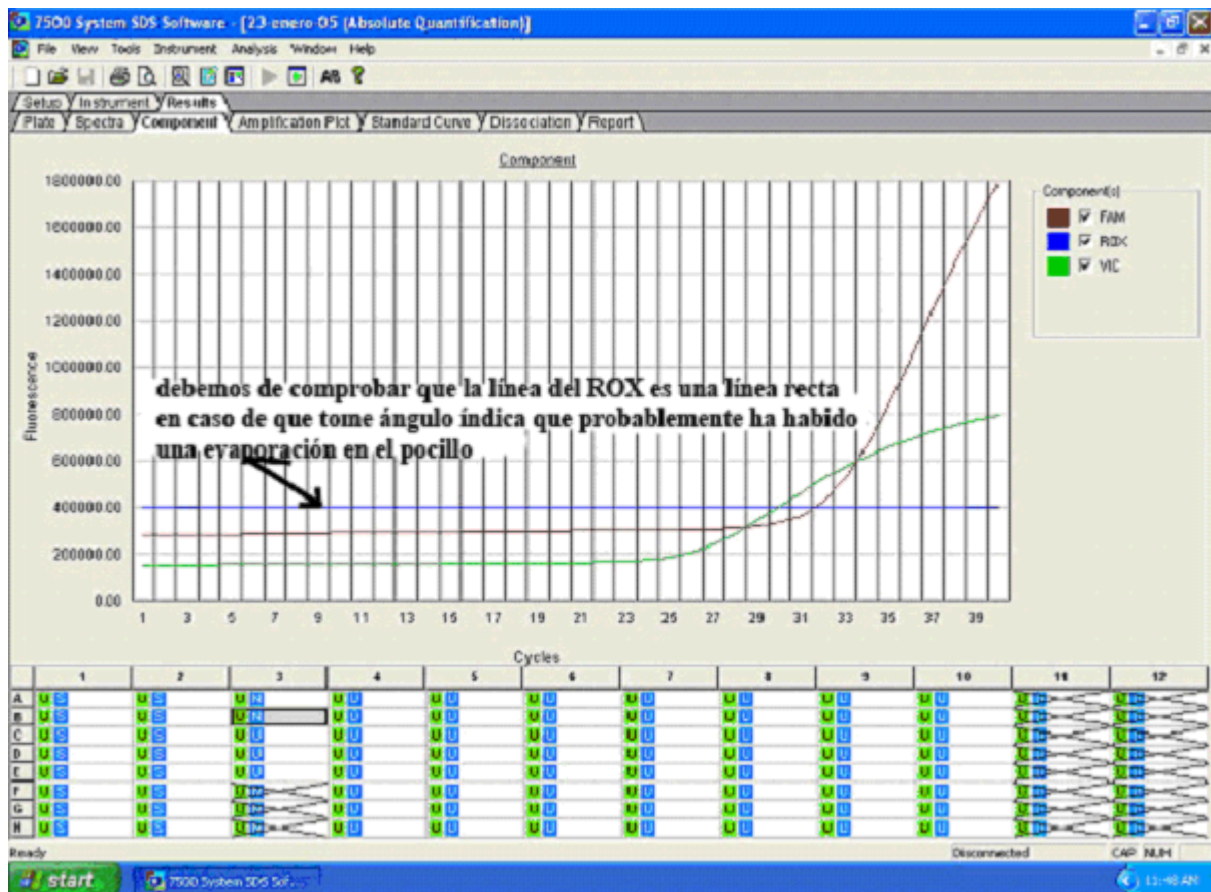 7500 System SDS Software - [23-enero-05 (Absolute Quantification)]
File View Tools Instrument Analysis Window Help
Setup Instrument Results
Plate Spectra Component Amplification Plot Standard Curve Dissociation Report
Component
1800000.00
1600000.00
1400000.00
1200000.00
1000000.00
800000.00
600000.00
400000.00
200000.00
0.00
Fluorescence
debemos de comprobar que la línea del ROX es una línea recta
en caso de que tome ángulo índica que probablemente ha habido
una evaporación en el pocillo
1 3 5 7 9 11 13 15 17 19 21 23 25 27 29 31 33 35 37 39
Cycles
Component(s)
FAM
ROX
VIC
1 2 3 4 5 6 7 8 9 10 11 12
A U S U S U N U U U U U U U U U U U U U U
B U S U S U N U U U U U U U U U U U U U U
C U S U S U U U U U U U U U U U U U U U U
D U S U S U U U U U U U U U U U U U U U U
E U S U S U U U U U U U U U U U U U U U U
F U S U S U U U U U U U U U U U U U U U
G U S U S U U U U U U U U U U U U U U U
H U S U S U U U U U U U U U U U U U U U
Ready
Disconnected CAP NUM
start
7500 System SDS Sof...
11:48 AM